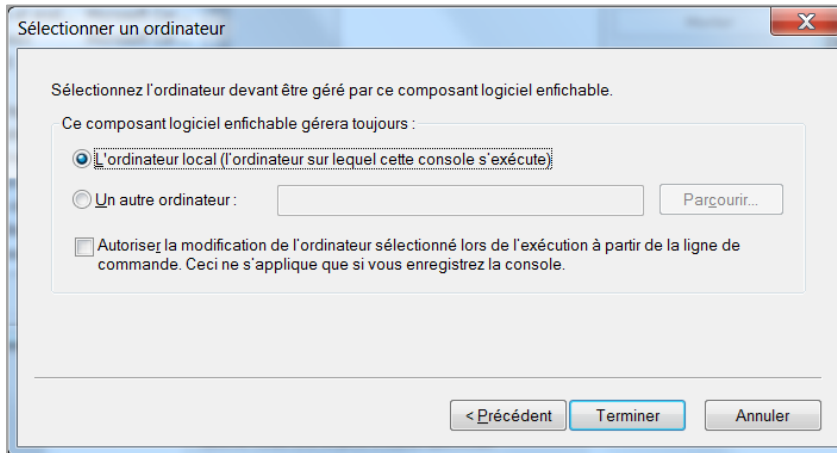 Sélectionner un ordinateur
Sélectionnez l'ordinateur devant être géré par ce composant logiciel enfichable.
Ce composant logiciel enfichable gérera toujours :
L'ordinateur local (l'ordinateur sur lequel cette console s'exécute)
Un autre ordinateur :
Parcourir...
Autoriser la modification de l'ordinateur sélectionné lors de l'exécution à partir de la ligne de
commande. Ceci ne s'applique que si vous enregistrez la console.
< Précédent
Terminer
Annuler